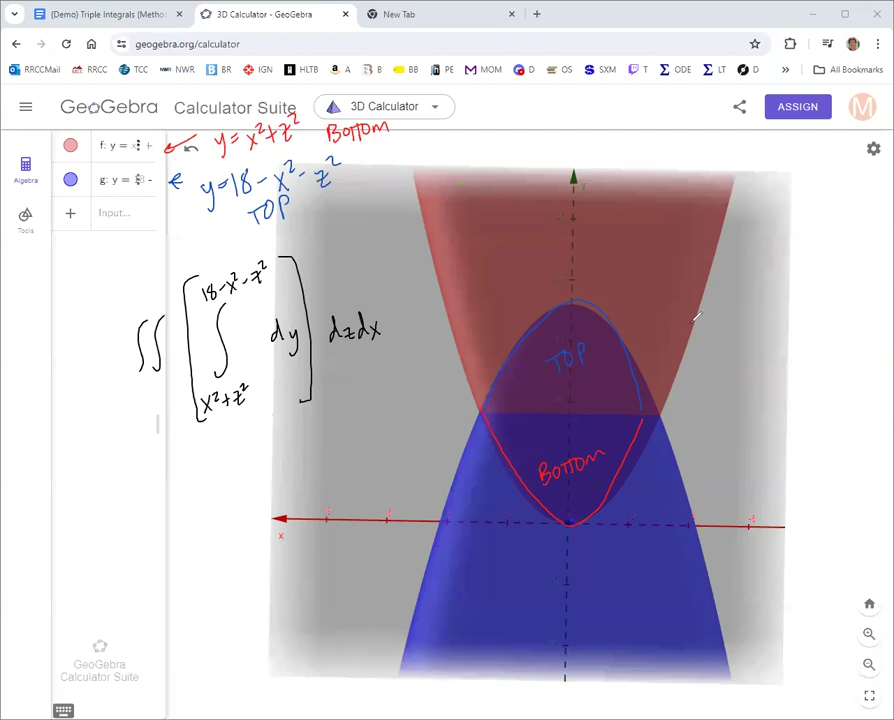 (Demo) Triple Integrals (Metho
3D Calculator - GeoGebra
New Tab
geogebra.org/calculator
RRCCMail
RRCC
TCC
NWR
BR
IGN
HLTB
A
B
BB
PE
MOM
D
OS
SXM
T
ODE
LT
D
All Bookmarks
GeoGebra
Calculator Suite
3D Calculator
ASSIGN
M
f: y =
g: y =
Input...
Algebra
Tools
y = x² + z² BOTTOM
y = 18 - x² - z²
TOP
18 - x² - z²
∫∫ [ ∫ dy ] dz dx
x² + z²
TOP
BOTTOM
y
x
GeoGebra
Calculator Suite